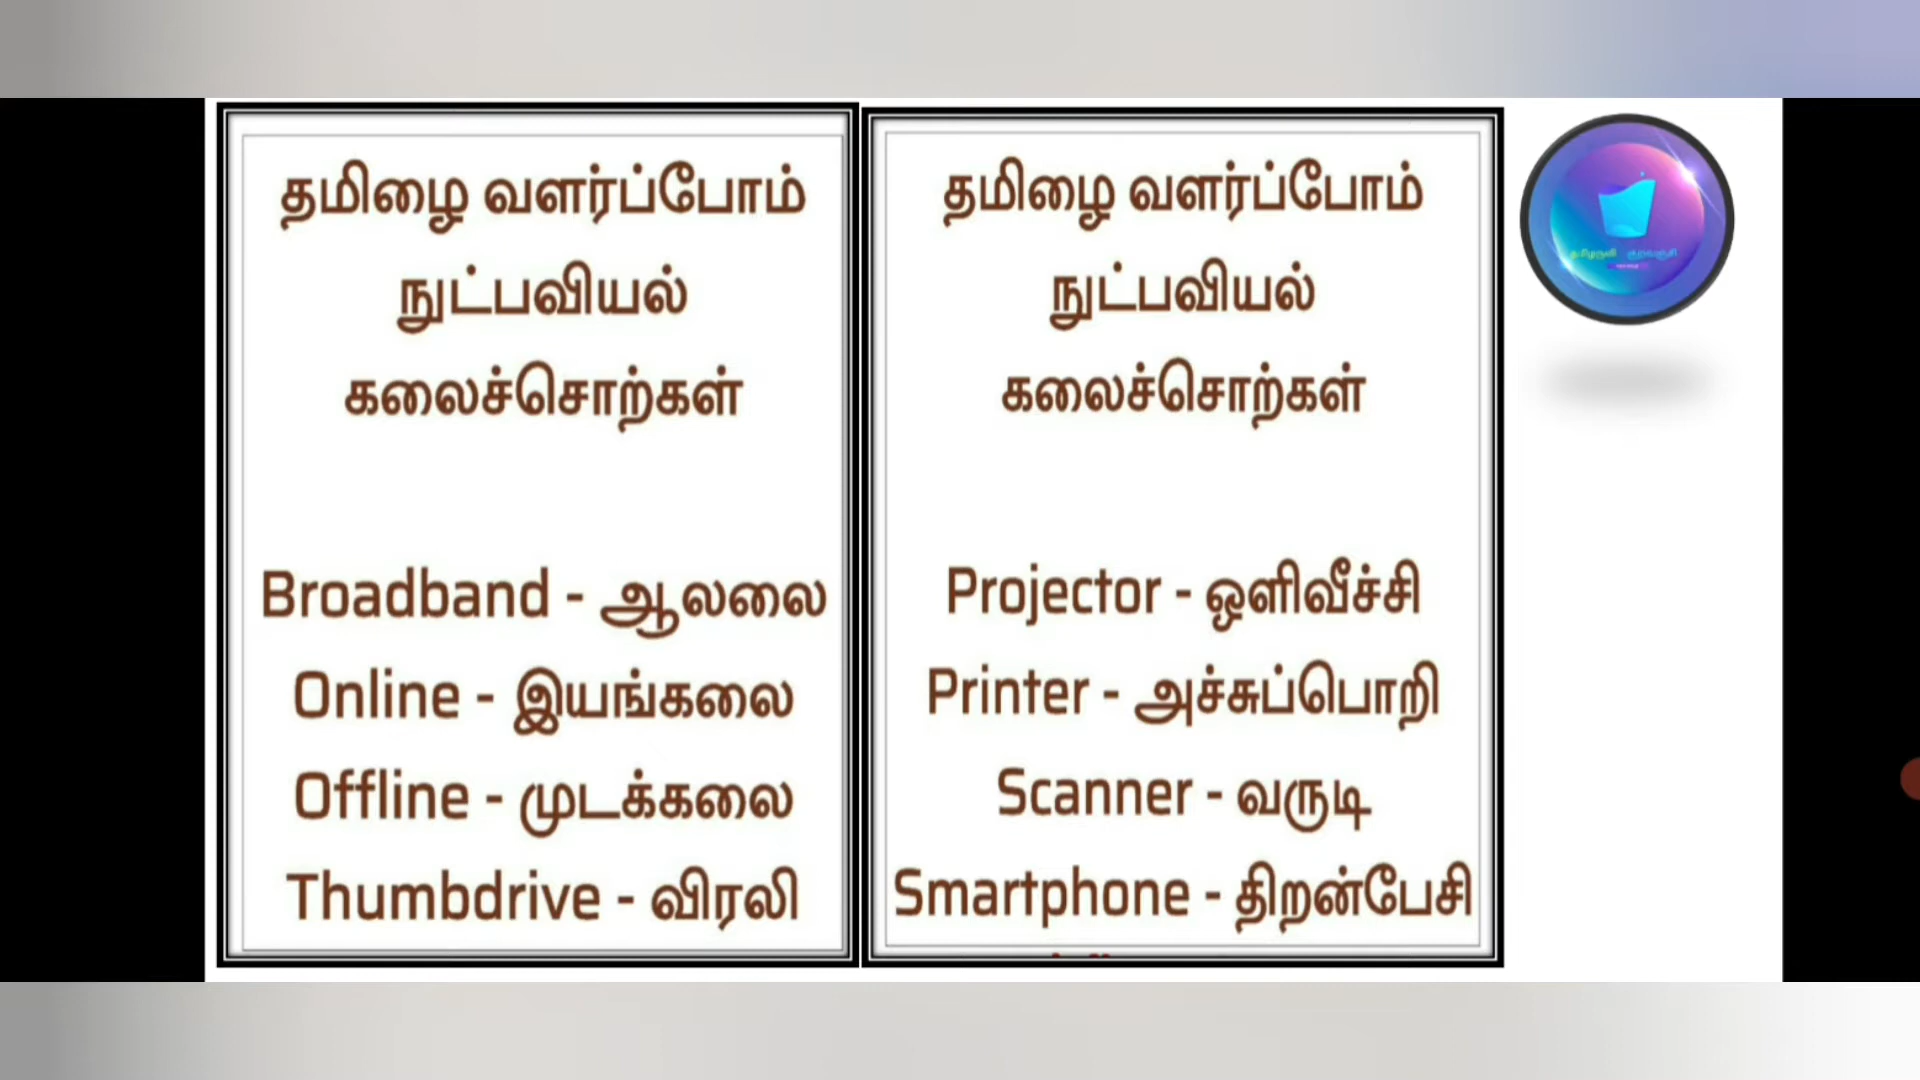 தமிழை வளர்ப்போம்
நுட்பவியல்
கலைச்சொற்கள்
Broadband - ஆலலை
Online - இயங்கலை
Offline - முடக்கலை
Thumbdrive - விரலி
தமிழை வளர்ப்போம்
நுட்பவியல்
கலைச்சொற்கள்
Projector - ஒளிவீச்சி
Printer - அச்சுப்பொறி
Scanner - வருடி
Smartphone - திறன்பேசி